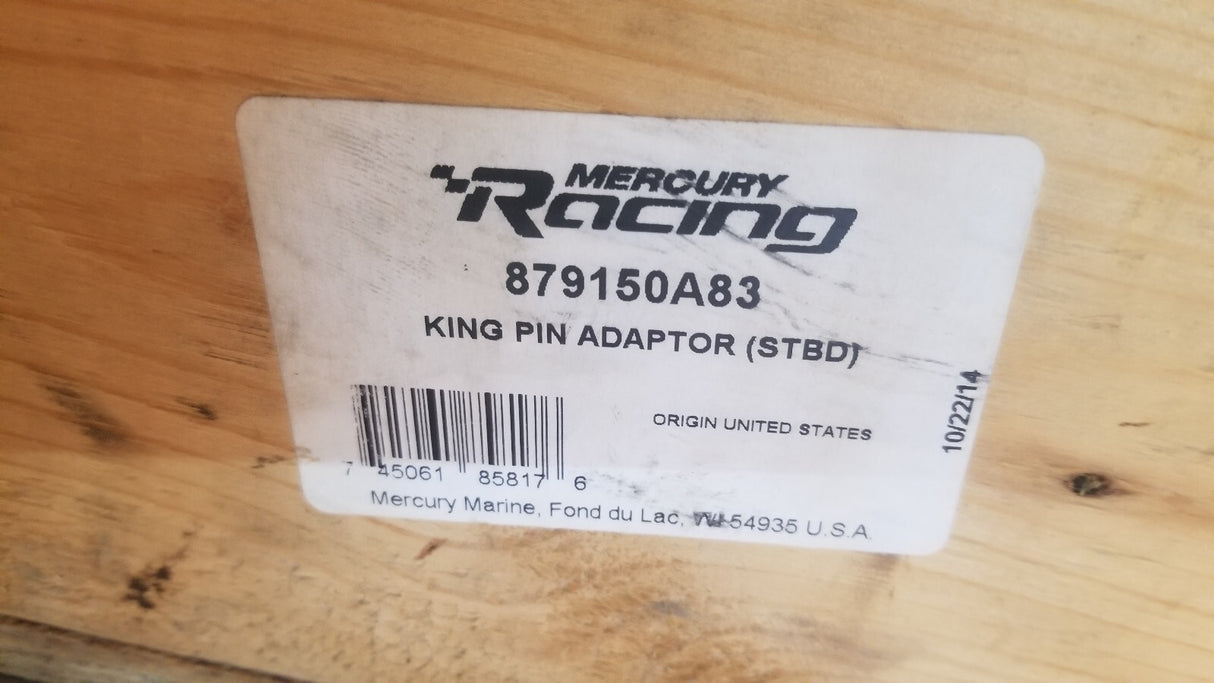 MERCURY
Racing
879150A83
KING PIN ADAPTOR (STBD)
ORIGIN UNITED STATES
10/22/14
7 45061 85817 6
Mercury Marine, Fond du Lac, 54935 U.S.A.